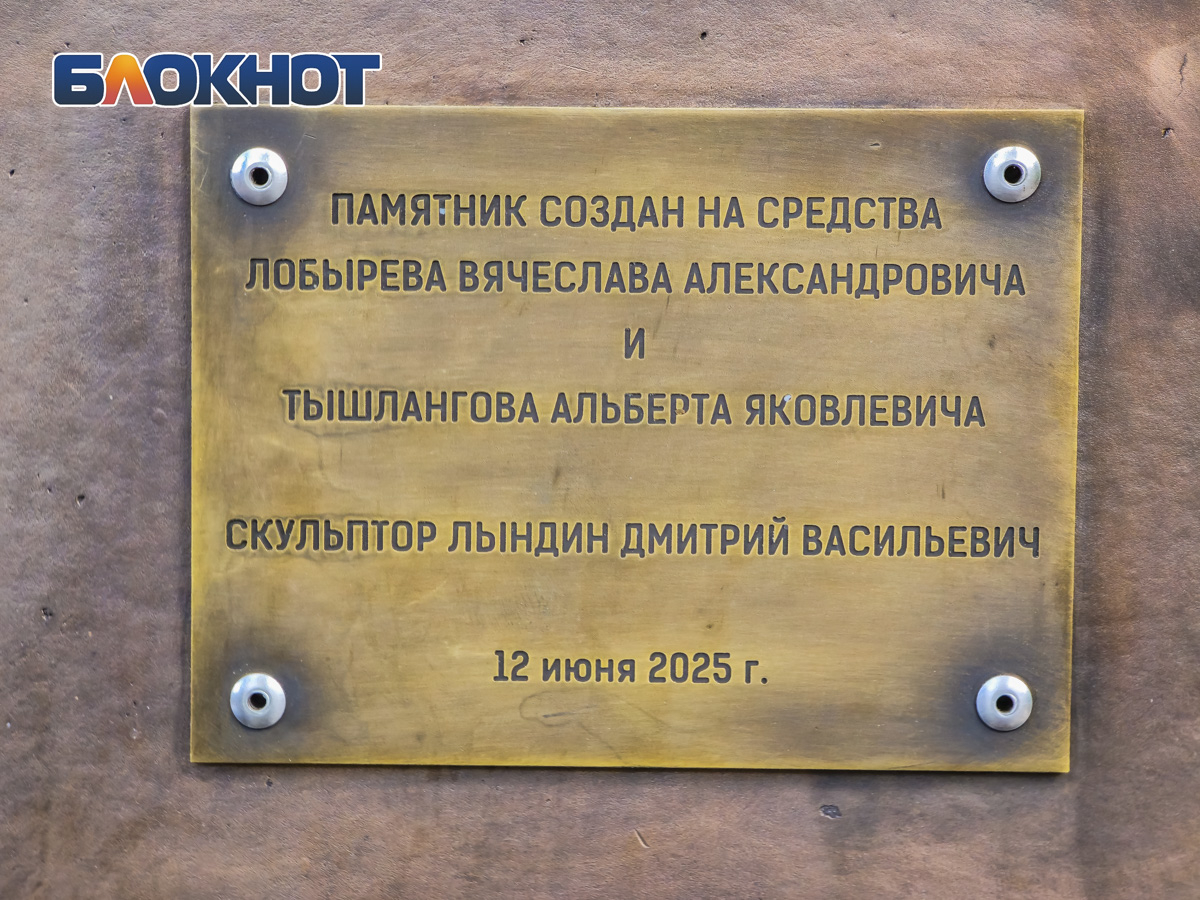 БЛОКНОТ
ПАМЯТНИК СОЗДАН НА СРЕДСТВА
ЛОБЫРЕВА ВЯЧЕСЛАВА АЛЕКСАНДРОВИЧА
И
ТЫШЛАНГОВА АЛЬБЕРТА ЯКОВЛЕВИЧА
СКУЛЬПТОР ЛЫНДИН ДМИТРИЙ ВАСИЛЬЕВИЧ
12 июня 2025 г.